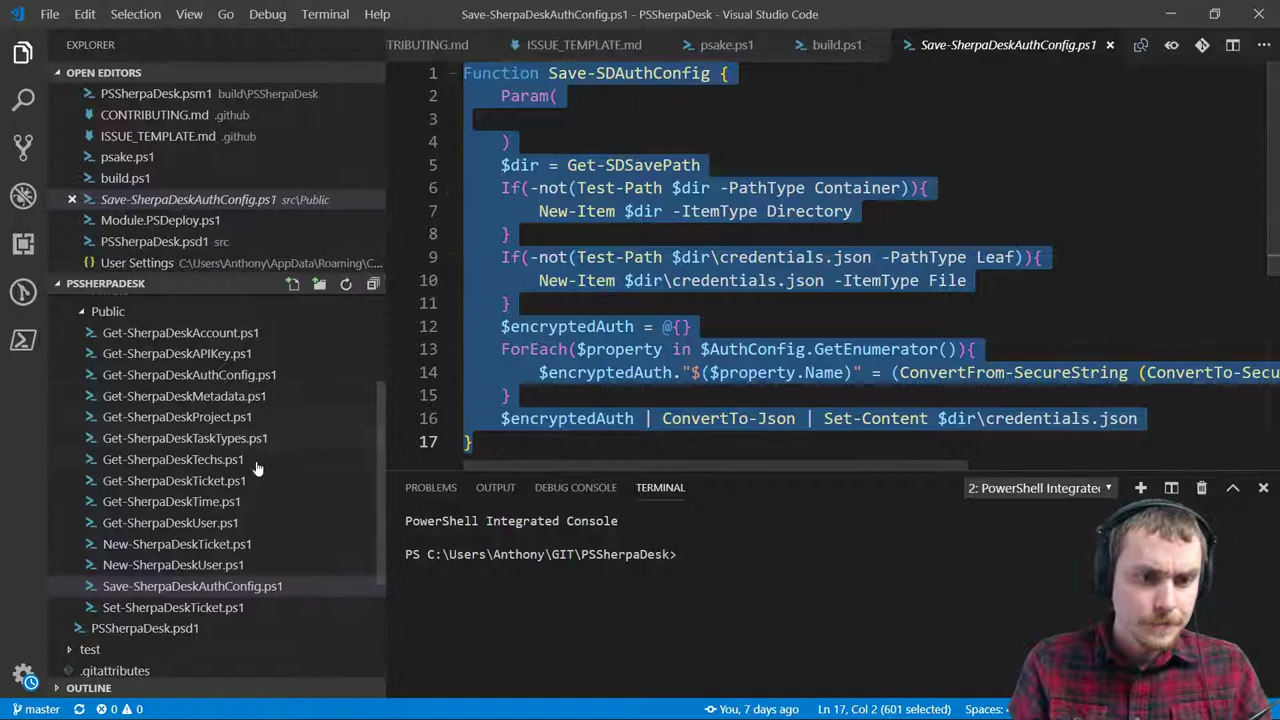 File Edit Selection View Go Debug Terminal Help
Save-SherpaDeskAuthConfig.ps1 - PSSherpaDesk - Visual Studio Code
EXPLORER
TRIBUTING.md ISSUE_TEMPLATE.md psake.ps1 build.ps1 Save-SherpaDeskAuthConfig.ps1
OPEN EDITORS
PSSherpaDesk.psm1 build\PSSherpaDesk
CONTRIBUTING.md .github
ISSUE_TEMPLATE.md .github
psake.ps1
build.ps1
Save-SherpaDeskAuthConfig.ps1 src\Public
Module.PSDeploy.ps1
PSSherpaDesk.psd1 src
{} User Settings C:\Users\Anthony\AppData\Roaming\C...
PSSHERPADESK
Public
Get-SherpaDeskAccount.ps1
Get-SherpaDeskAPIKey.ps1
Get-SherpaDeskAuthConfig.ps1
Get-SherpaDeskMetadata.ps1
Get-SherpaDeskProject.ps1
Get-SherpaDeskTaskTypes.ps1
Get-SherpaDeskTechs.ps1
Get-SherpaDeskTicket.ps1
Get-SherpaDeskTime.ps1
Get-SherpaDeskUser.ps1
New-SherpaDeskTicket.ps1
New-SherpaDeskUser.ps1
Save-SherpaDeskAuthConfig.ps1
Set-SherpaDeskTicket.ps1
PSSherpaDesk.psd1
test
.gitattributes
OUTLINE
1 Function Save-SDAuthConfig {
2 Param(
3
4 )
5 $dir = Get-SDSavePath
6 If(-not(Test-Path $dir -PathType Container)){
7 New-Item $dir -ItemType Directory
8 }
9 If(-not(Test-Path $dir\credentials.json -PathType Leaf)){
10 New-Item $dir\credentials.json -ItemType File
11 }
12 $encryptedAuth = @{}
13 ForEach($property in $AuthConfig.GetEnumerator()){
14 $encryptedAuth."$($property.Name)" = (ConvertFrom-SecureString (ConvertTo-Secu
15 }
16 $encryptedAuth | ConvertTo-Json | Set-Content $dir\credentials.json
17 }
PROBLEMS OUTPUT DEBUG CONSOLE TERMINAL 2: PowerShell Integrate
PowerShell Integrated Console
PS C:\Users\Anthony\GIT\PSSherpaDesk>
master 0 0 You, 7 days ago Ln 17, Col 2 (601 selected) Spaces: